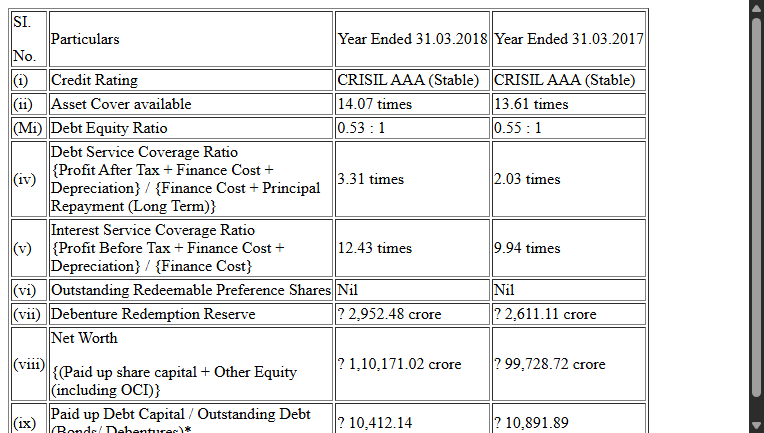 SI.
No.
Particulars
Year Ended 31.03.2018
Year Ended 31.03.2017
(i)
Credit Rating
CRISIL AAA (Stable)
CRISIL AAA (Stable)
(ii)
Asset Cover available
14.07 times
13.61 times
(Mi)
Debt Equity Ratio
0.53 : 1
0.55 : 1
(iv)
Debt Service Coverage Ratio
{Profit After Tax + Finance Cost +
Depreciation} / {Finance Cost + Principal
Repayment (Long Term)}
3.31 times
2.03 times
(v)
Interest Service Coverage Ratio
{Profit Before Tax + Finance Cost +
Depreciation} / {Finance Cost}
12.43 times
9.94 times
(vi)
Outstanding Redeemable Preference Shares
Nil
Nil
(vii)
Debenture Redemption Reserve
? 2,952.48 crore
? 2,611.11 crore
(viii)
Net Worth
{(Paid up share capital + Other Equity
(including OCI)}
? 1,10,171.02 crore
? 99,728.72 crore
(ix)
Paid up Debt Capital / Outstanding Debt
(Bonds/ Debentures)*
? 10,412.14
? 10,891.89